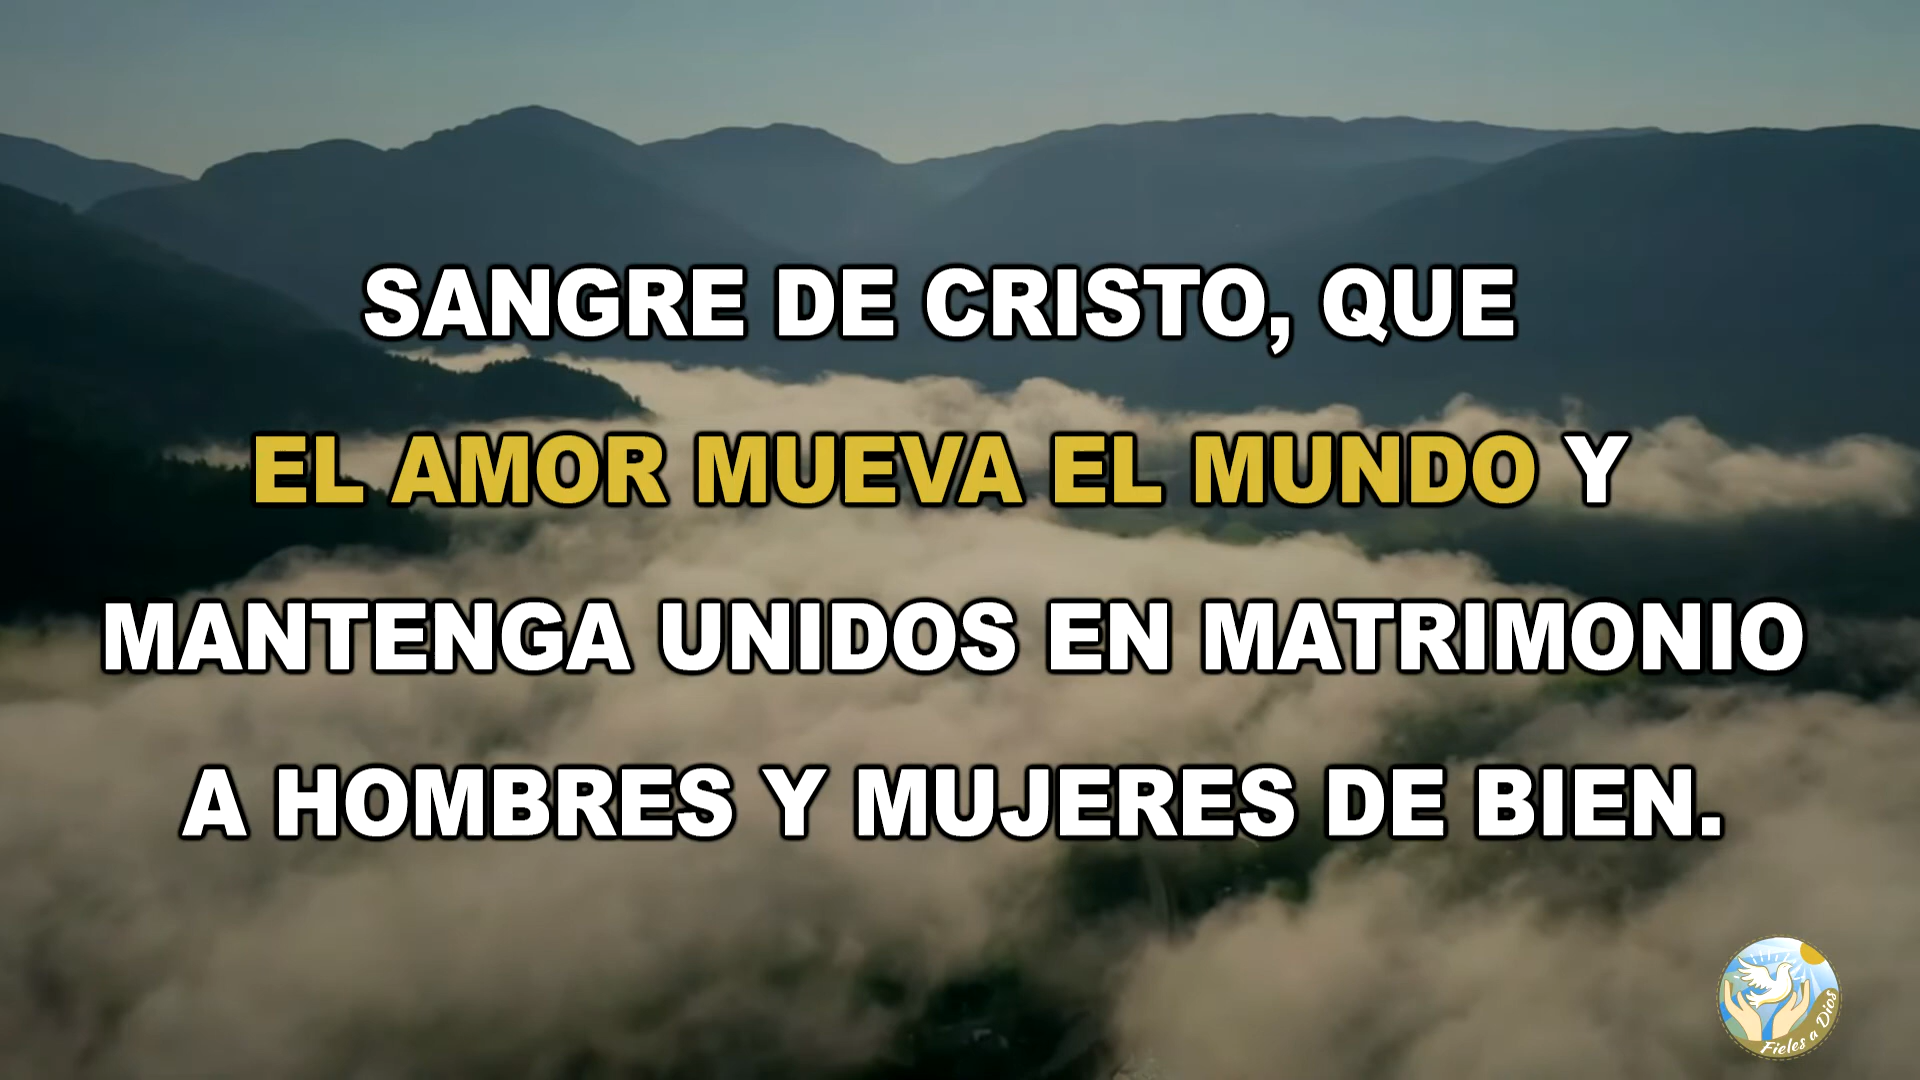 SANGRE DE CRISTO, QUE
EL AMOR MUEVA EL MUNDO Y
MANTENGA UNIDOS EN MATRIMONIO
A HOMBRES Y MUJERES DE BIEN.
Fieles a Dios